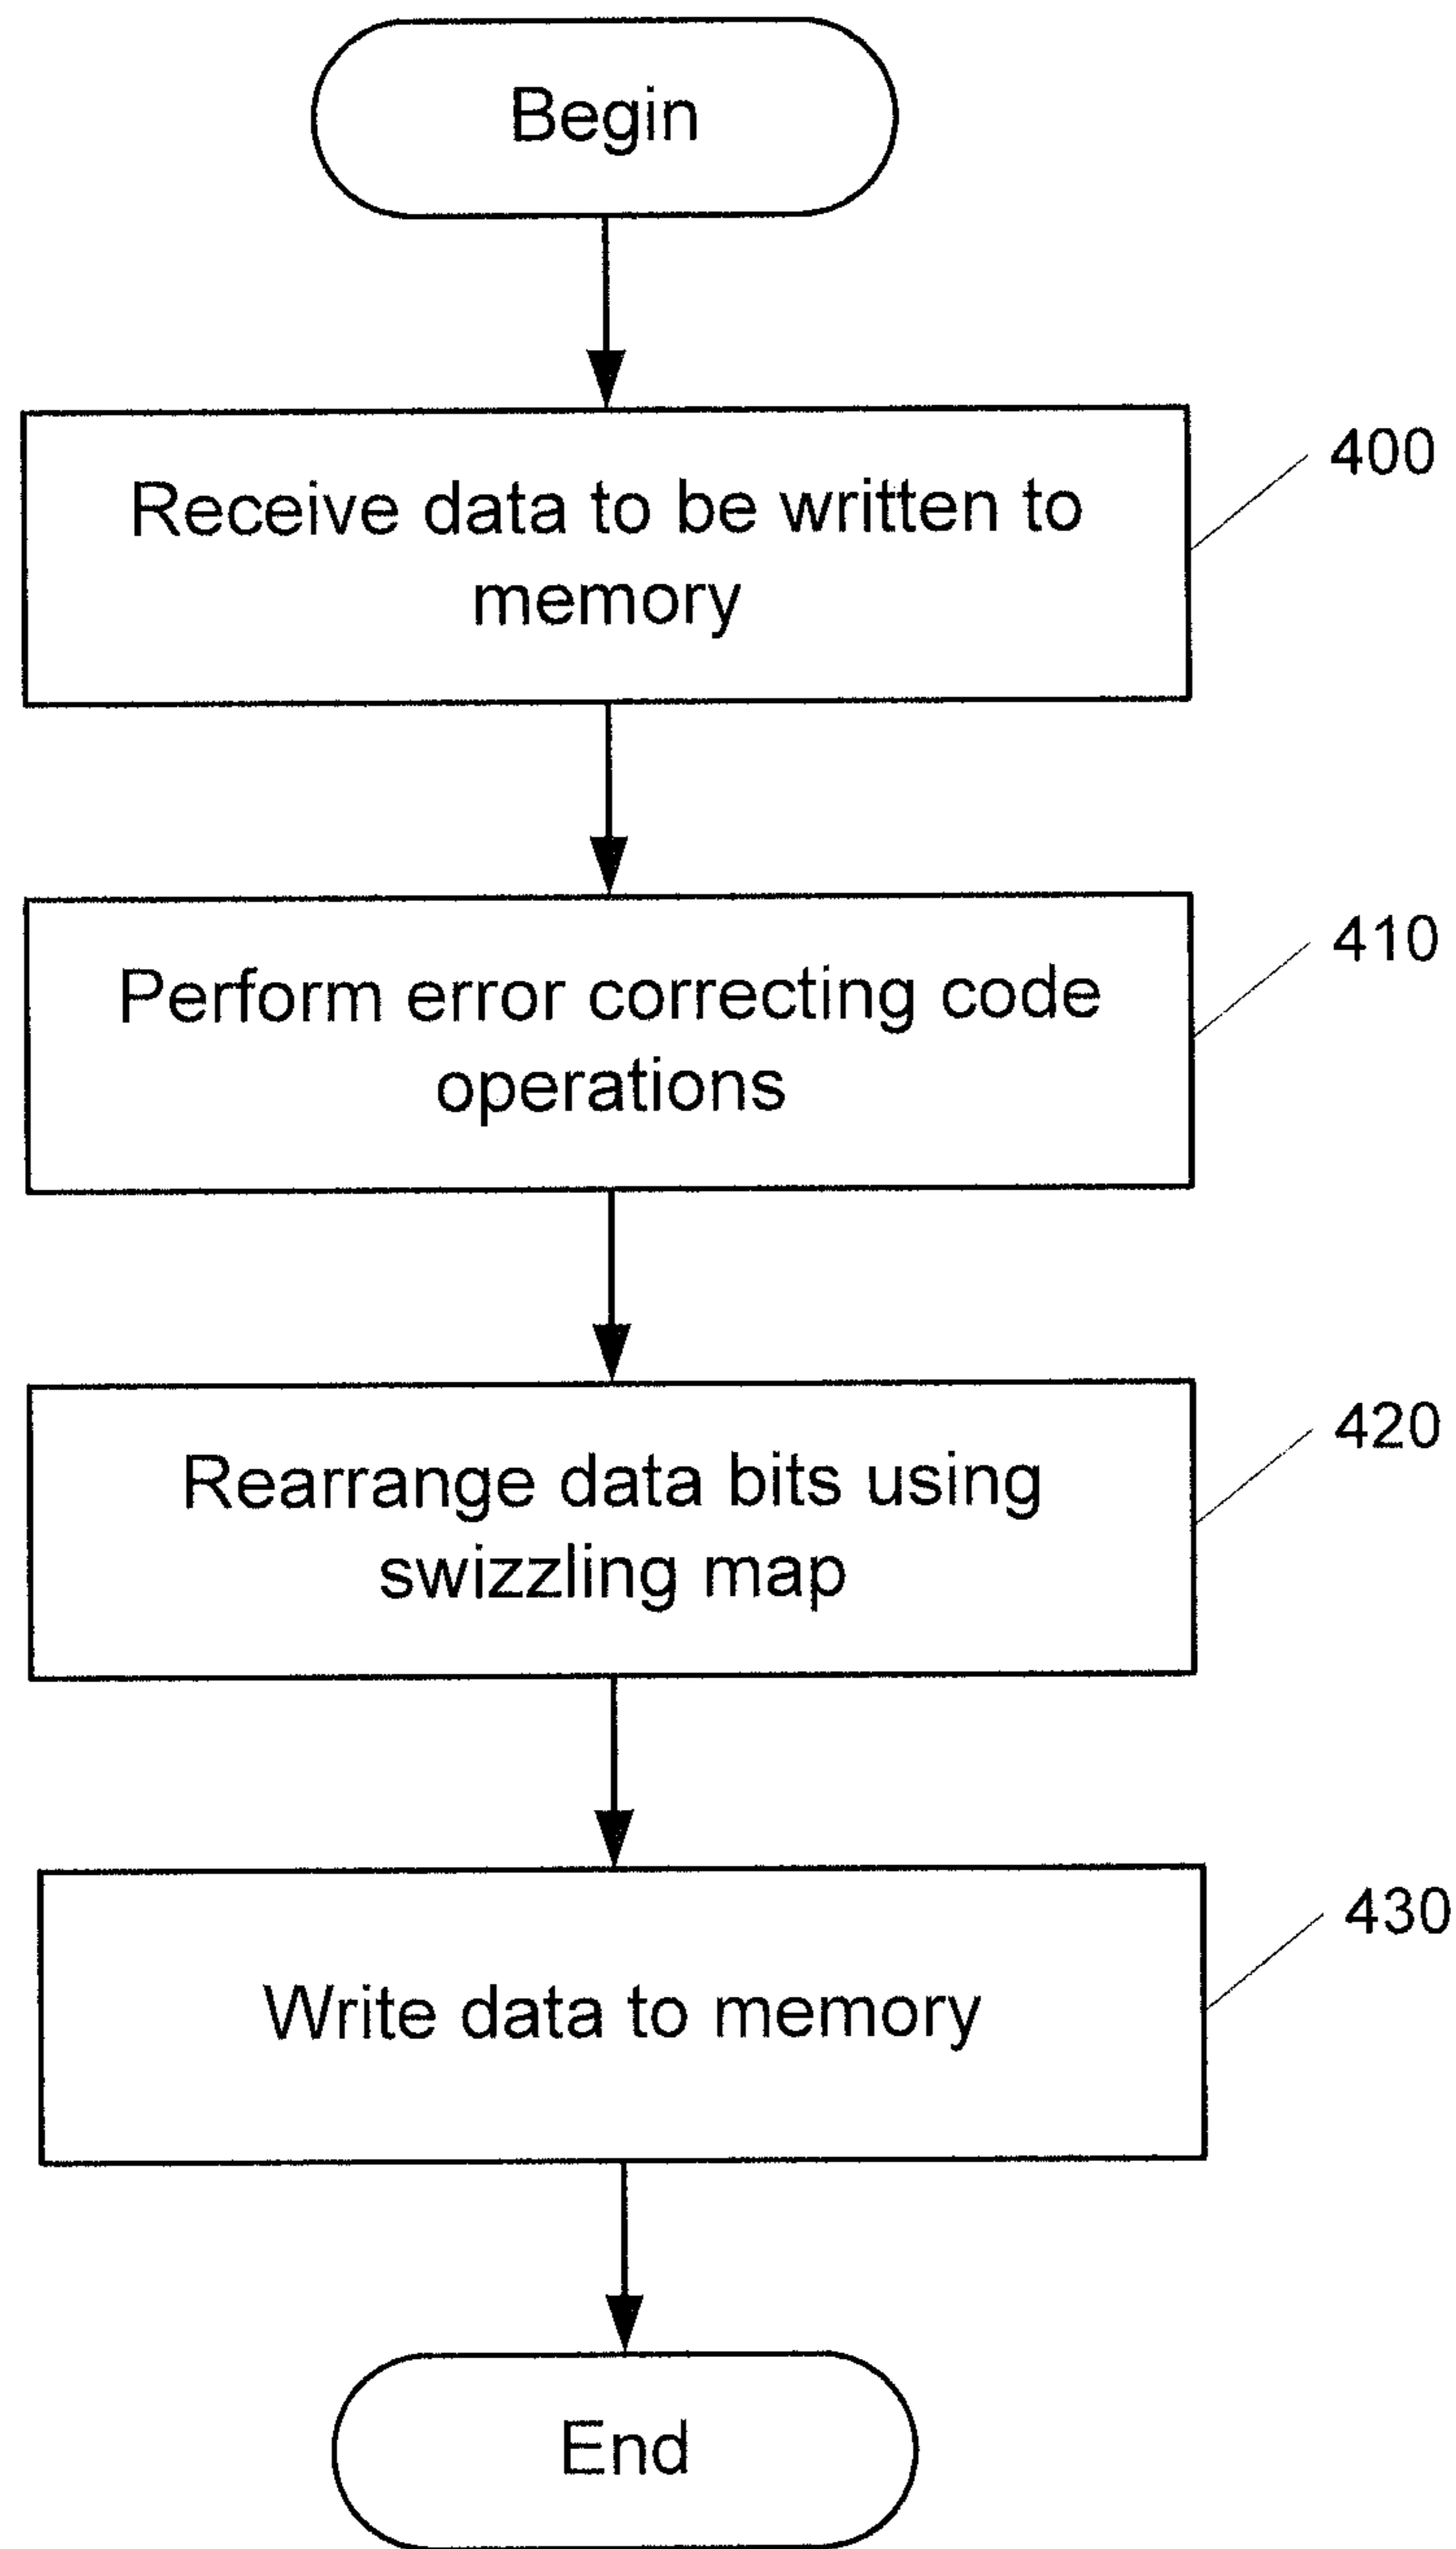 Begin
Receive data to be written to
memory
400
Perform error correcting code
operations
410
Rearrange data bits using
swizzling map
420
Write data to memory
430
End